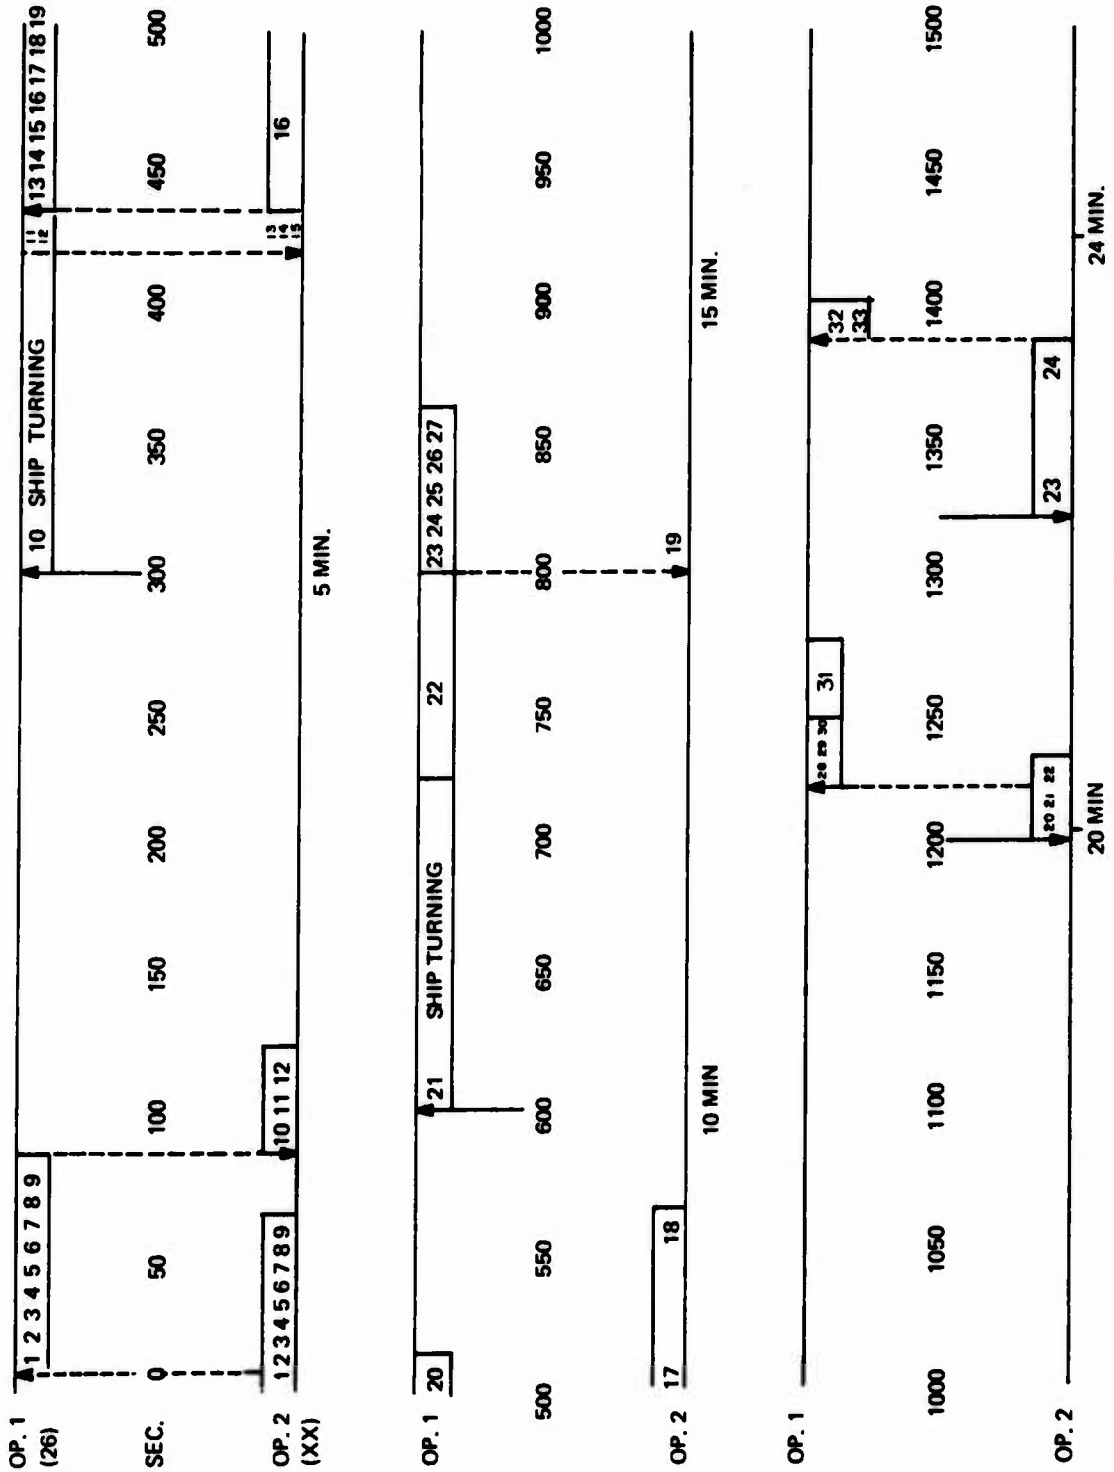 OP. 1
(26)
1 2 3 4 5 6 7 8 9
10 SHIP TURNING
11
12
13 14 15 16 17 18 19
SEC.
0 50 100 150 200 250 300 350 400 450 500
OP. 2
(XX)
1 2 3 4 5 6 7 8 9
10 11 12
13
14
15
16
5 MIN.
OP. 1
20
21 SHIP TURNING
22
23 24 25 26 27
500 550 600 650 700 750 800 850 900 950 1000
OP. 2
17 18
19
10 MIN
15 MIN.
OP. 1
28 29 30
31
32
33
1000 1050 1100 1150 1200 1250 1300 1350 1400 1450 1500
OP. 2
20 21 22
23 24
20 MIN
24 MIN.